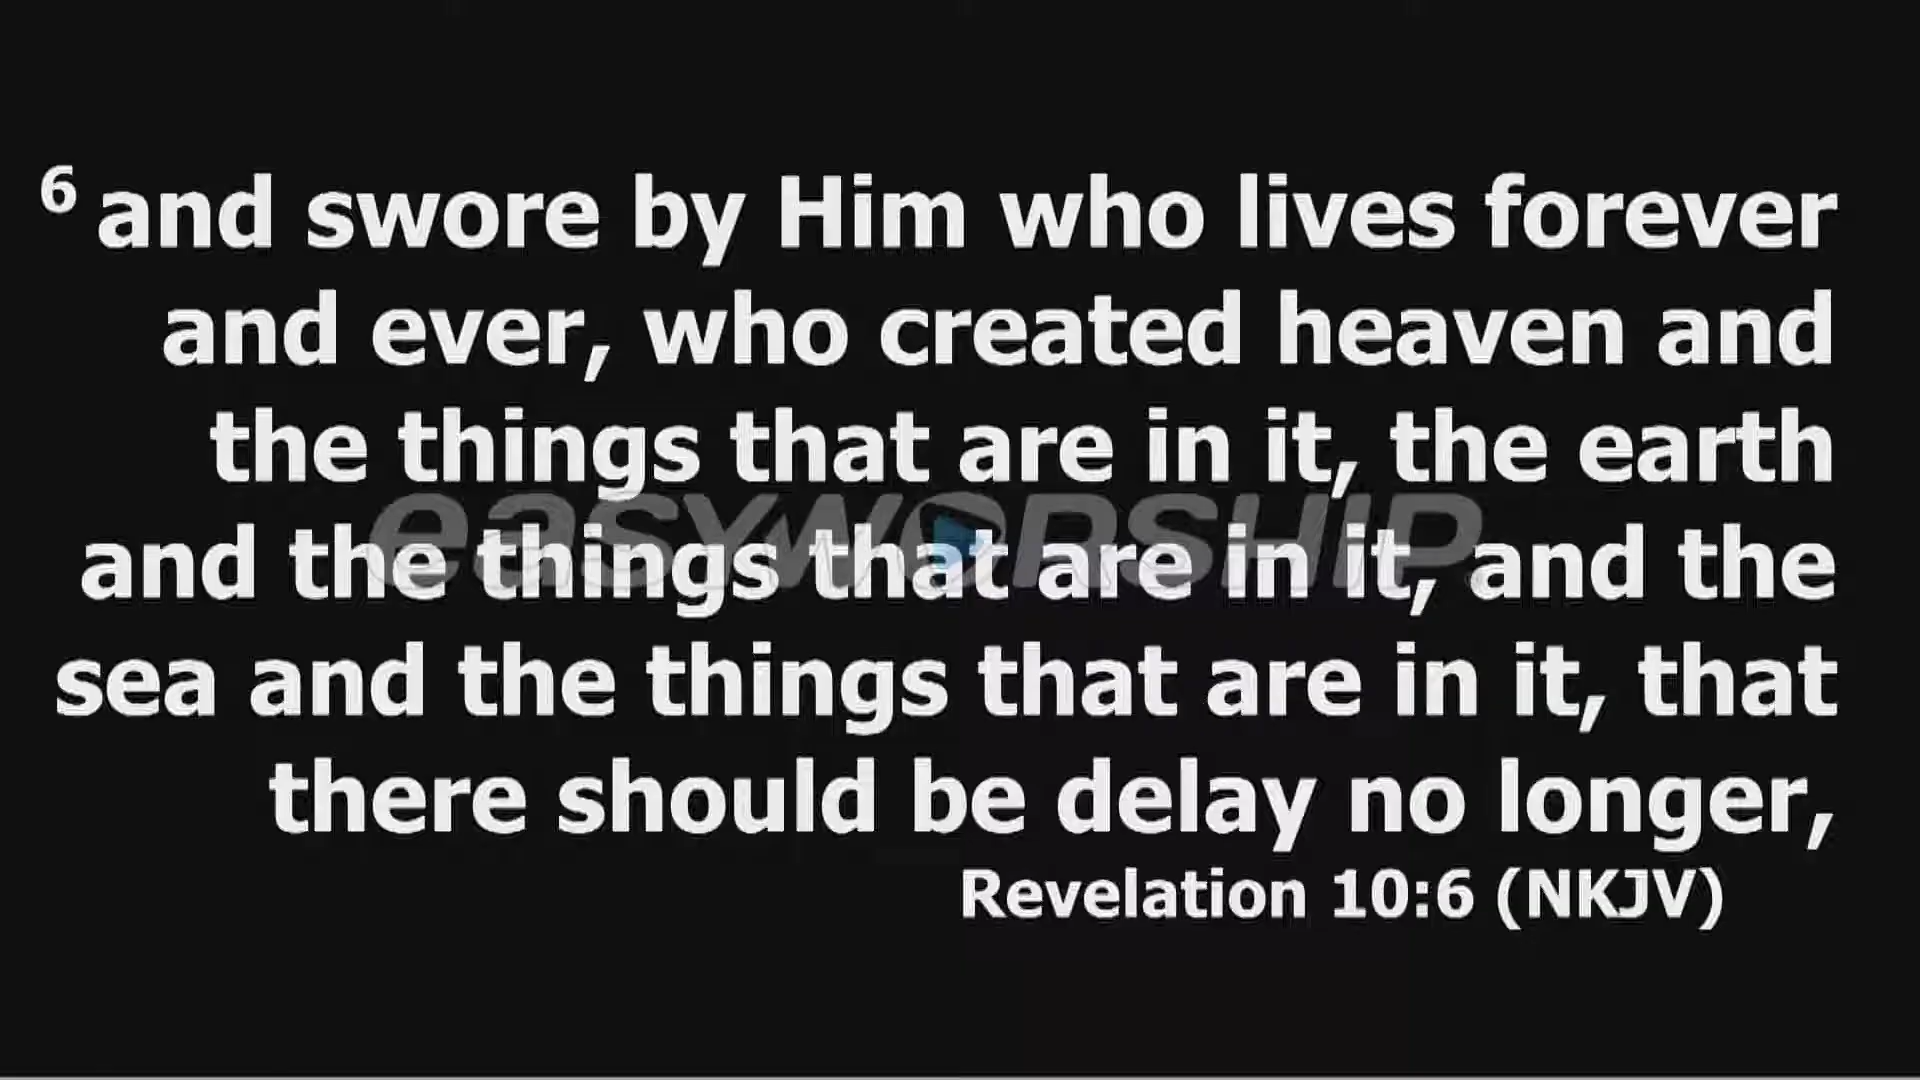 6 and swore by Him who lives forever
and ever, who created heaven and
the things that are in it, the earth
easyworship
and the things that are in it, and the
sea and the things that are in it, that
there should be delay no longer,
Revelation 10:6 (NKJV)